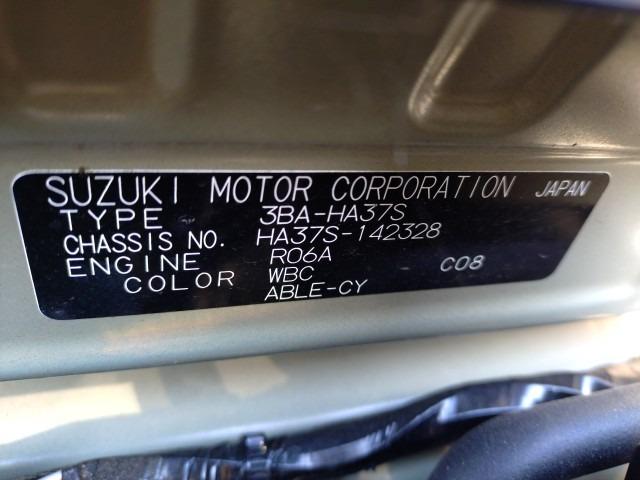 SUZUKI MOTOR CORPORATION JAPAN
TYPE 3BA-HA37S
CHASSIS NO. HA37S-142328
ENGINE R06A
COLOR WBC C08
ABLE-CY